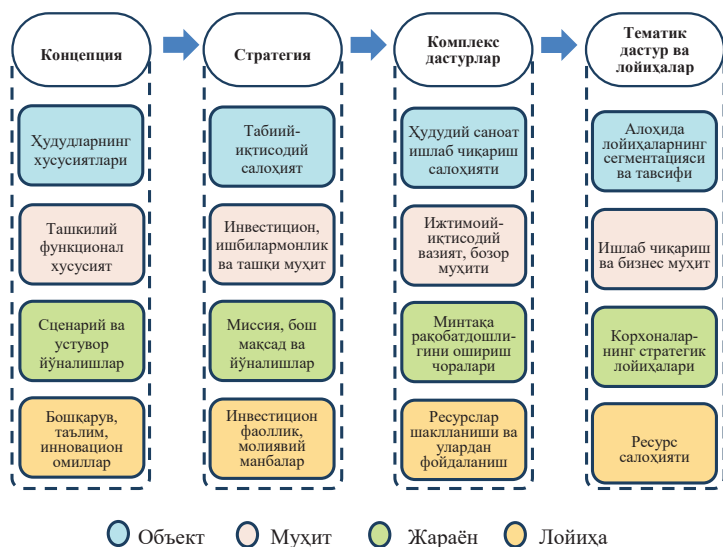 Концепция
Стратегия
Комплекс
дастурлар
Тематик
дастур ва
лойиҳалар
Ҳудудларнинг
хусусиятлари
Табиий-
иқтисодий
салоҳият
Ҳудудий саноат
ишлаб чиқариш
салоҳияти
Алоҳида
лойиҳаларнинг
сегментацияси
ва тавсифи
Ташкилий
функционал
хусусият
Инвестицион,
ишбилармонлик
ва ташқи муҳит
Ижтимоий-
иқтисодий
вазият, бозор
муҳити
Ишлаб чиқариш
ва бизнес муҳит
Сценарий ва
устувор
йўналишлар
Миссия, бош
мақсад ва
йўналишлар
Минтақа
рақобатдошли-
гини ошириш
чоралари
Корхоналар-
нинг стратегик
лойиҳалари
Бошқарув,
таълим,
инновацион
омиллар
Инвестицион
фаоллик,
молиявий
манбалар
Ресурслар
шаклланиши ва
улардан
фойдаланиш
Ресурс
салоҳияти
Объект
Муҳит
Жараён
Лойиҳа